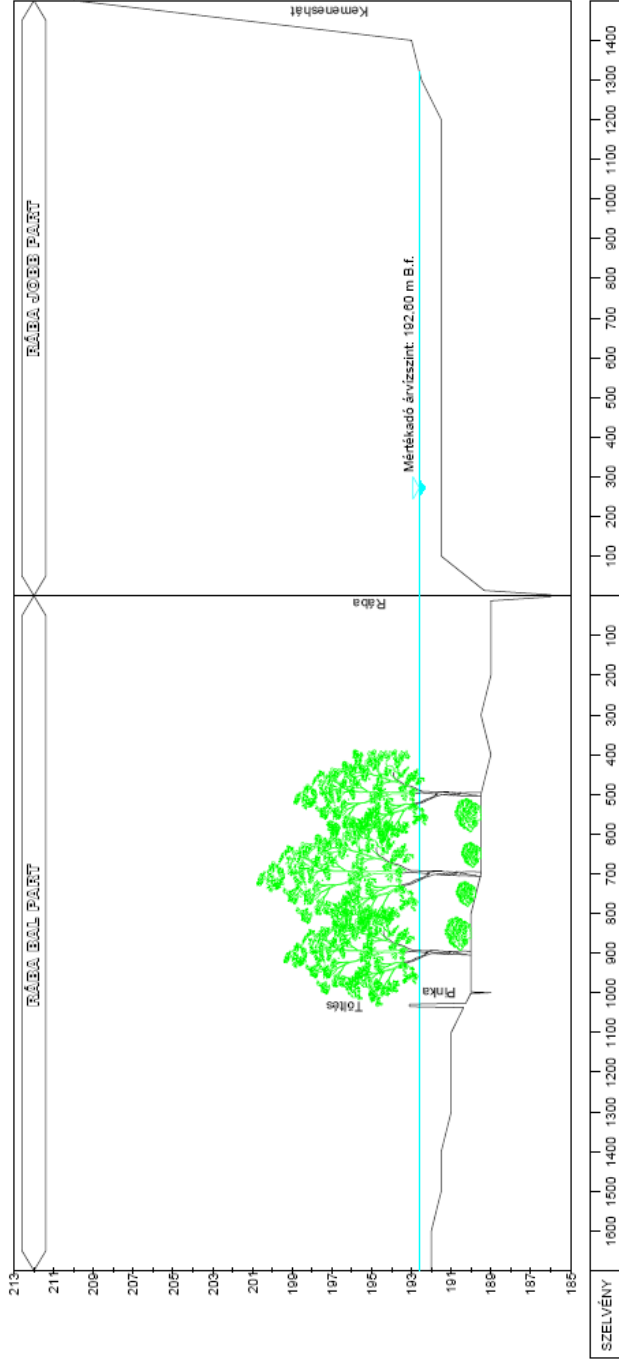 RÁBA BAL PART
RÁBA JOBB PART
213
211
209
207
205
203
201
199
197
195
193
191
189
187
185
Kemeneshát
Töltés
Rába
Mértékadó árvízszint: 192.60 m B.f.
Pinka
SZELVÉNY
1600 1500 1400 1300 1200 1100 1000 900 800 700 600 500 400 300 200 100 100 200 300 400 500 600 700 800 900 1000 1100 1200 1300 1400